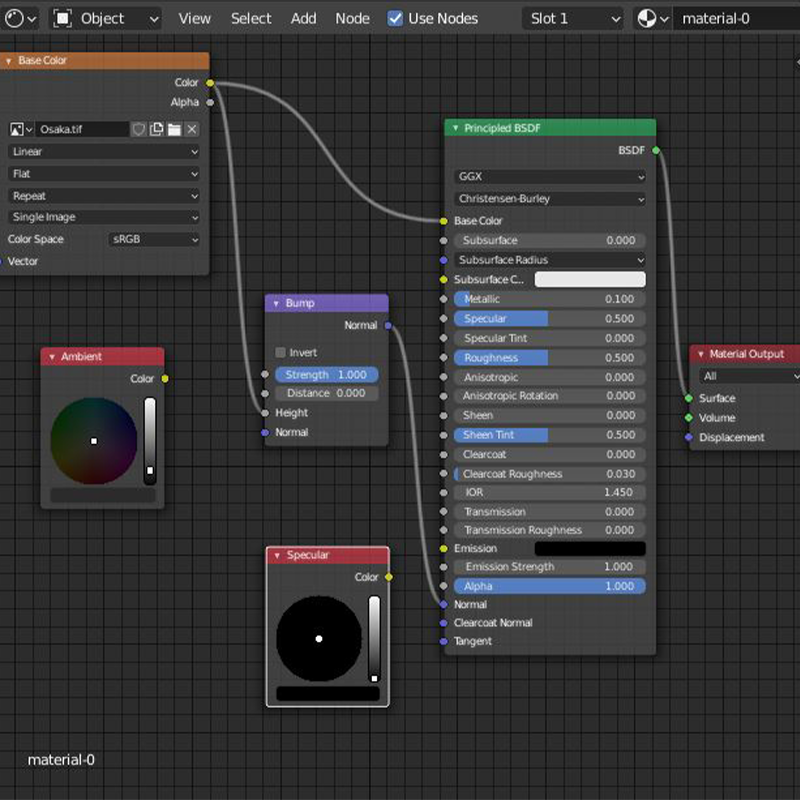 Object View Select Add Node Use Nodes Slot 1 material-0
Base Color
Color
Alpha
Osaka.tif
Linear
Flat
Repeat
Single Image
Color Space sRGB
Vector
Ambient
Color
Bump
Normal
Invert
Strength 1.000
Distance 0.000
Height
Normal
Specular
Color
Principled BSDF
BSDF
GGX
Christensen-Burley
Base Color
Subsurface 0.000
Subsurface Radius
Subsurface C..
Metallic 0.100
Specular 0.500
Specular Tint 0.000
Roughness 0.500
Anisotropic 0.000
Anisotropic Rotation 0.000
Sheen 0.000
Sheen Tint 0.500
Clearcoat 0.000
Clearcoat Roughness 0.030
IOR 1.450
Transmission 0.000
Transmission Roughness 0.000
Emission
Emission Strength 1.000
Alpha 1.000
Normal
Clearcoat Normal
Tangent
Material Output
All
Surface
Volume
Displacement
material-0